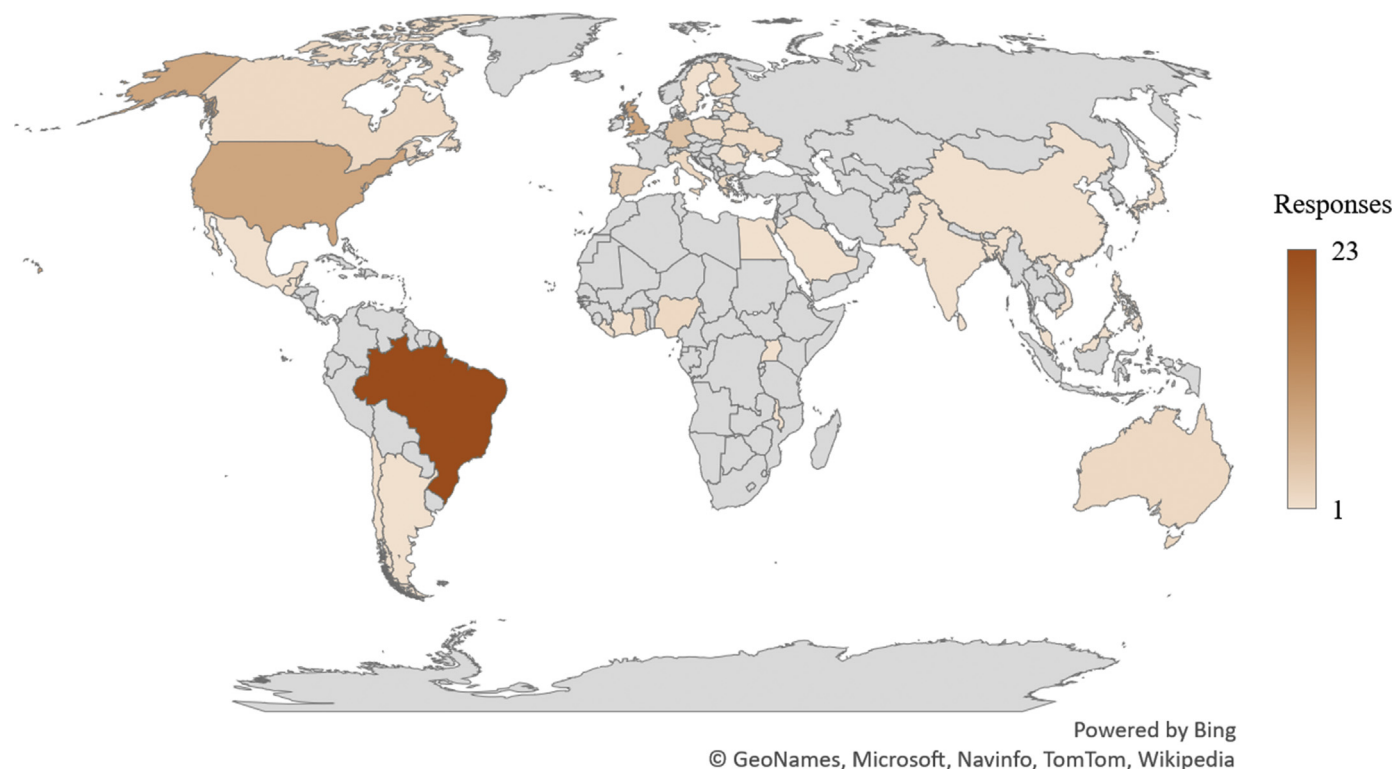 Responses
23
1
Powered by Bing
© GeoNames, Microsoft, Navinfo, TomTom, Wikipedia